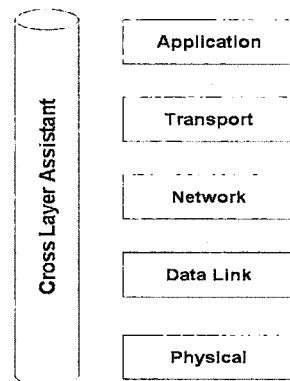 Cross Layer Assistant
Application
Transport
Network
Data Link
Physical